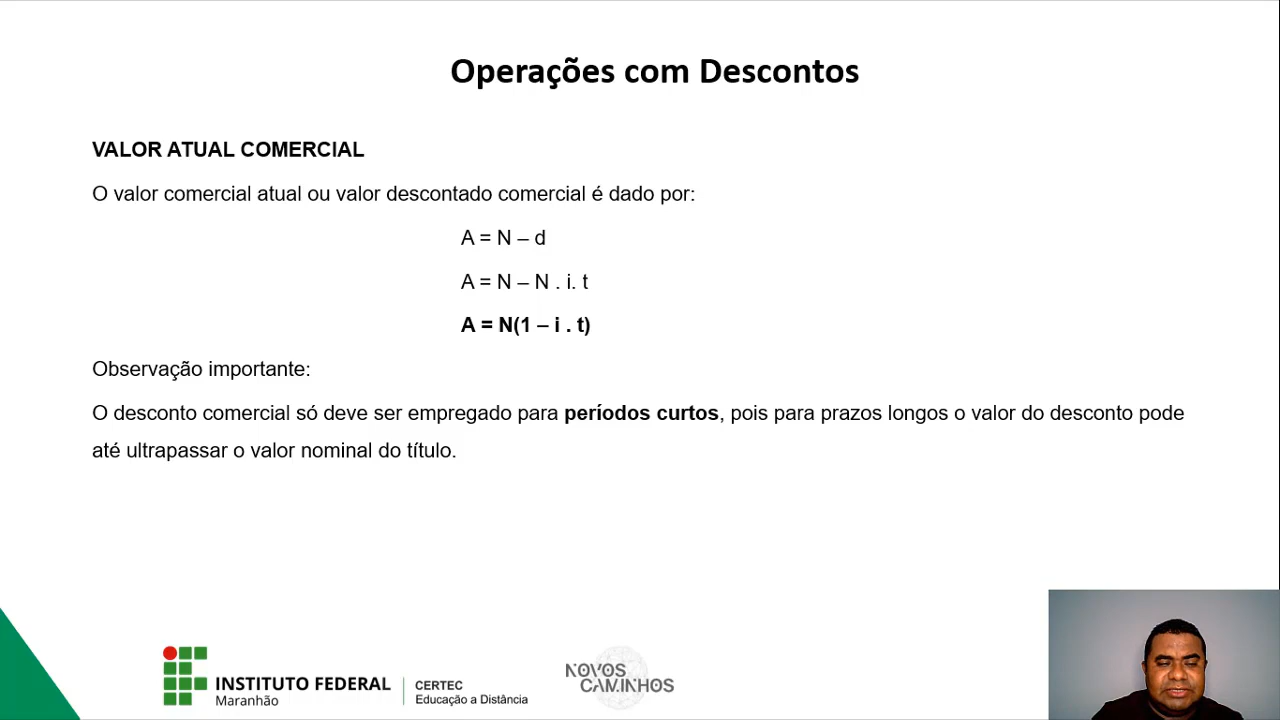 Operações com Descontos
VALOR ATUAL COMERCIAL
O valor comercial atual ou valor descontado comercial é dado por:
A = N – d
A = N – N . i. t
A = N(1 – i . t)
Observação importante:
O desconto comercial só deve ser empregado para períodos curtos, pois para prazos longos o valor do desconto pode
até ultrapassar o valor nominal do título.
INSTITUTO FEDERAL
Maranhão
CERTEC
Educação a Distância
NOVOS
CAMINHOS